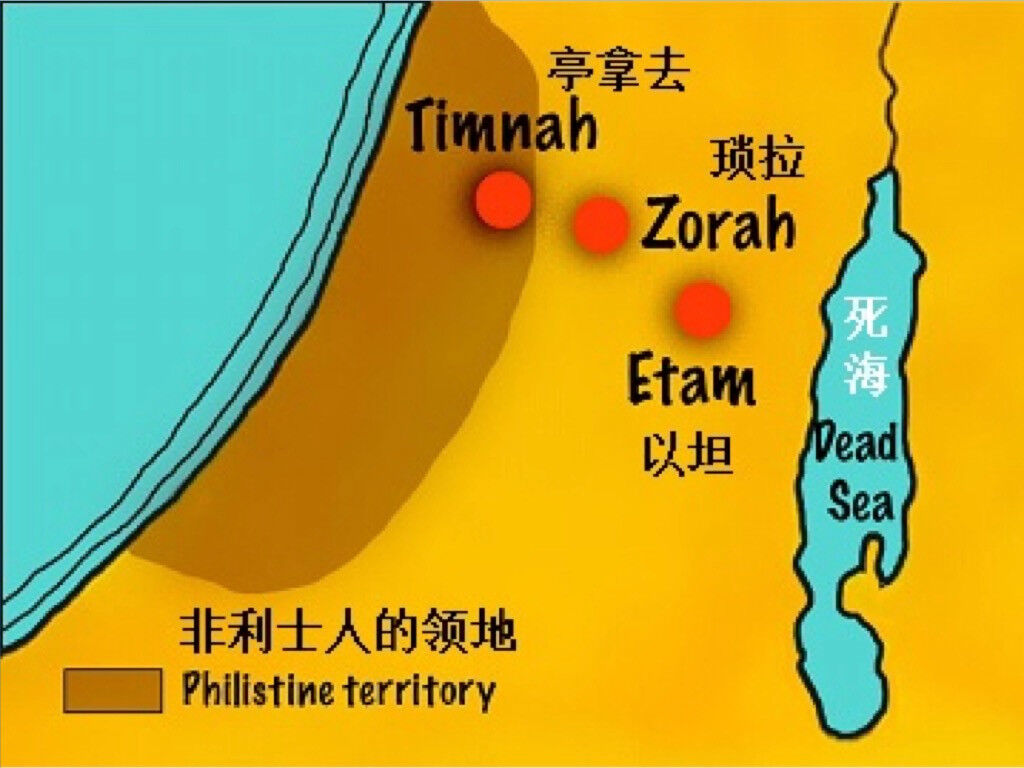 亭拿去
Timnah
琐拉
Zorah
Etam
以坦
死
海
Dead
Sea
非利士人的领地
Philistine territory